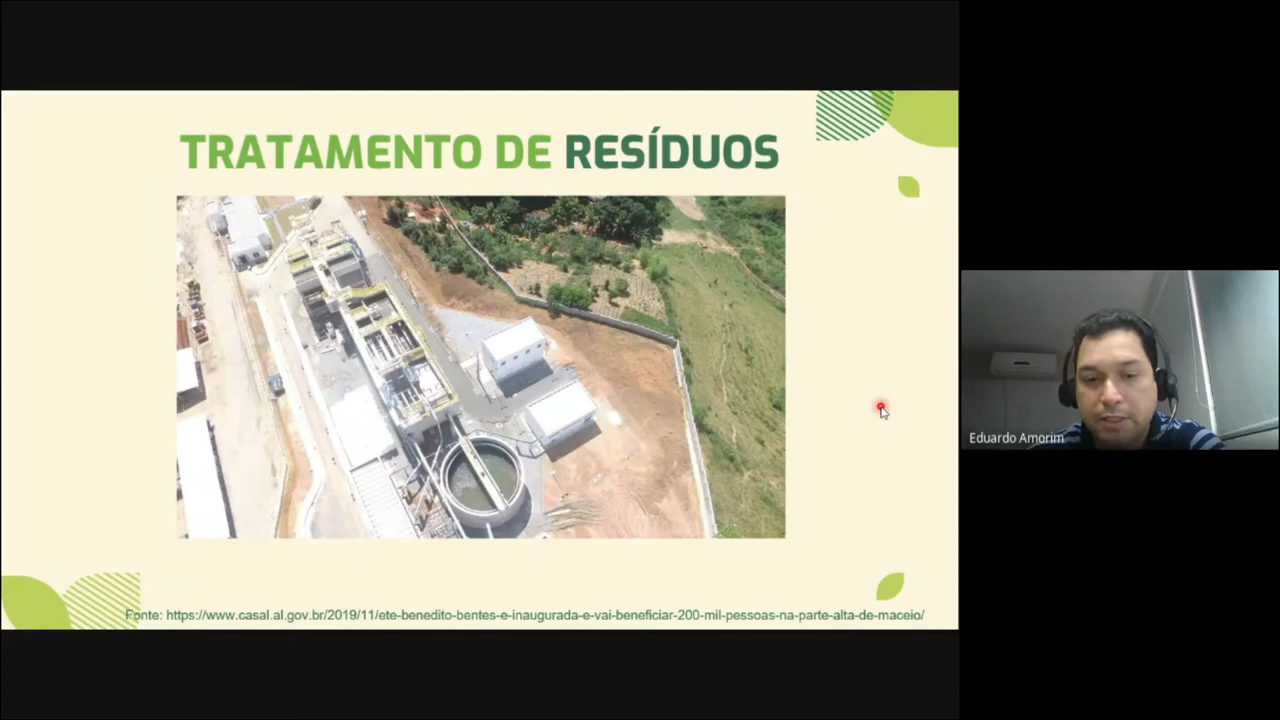 TRATAMENTO DE RESÍDUOS
Eduardo Amorim
Fonte: https://www.casal.al.gov.br/2019/11/ete-benedito-bentes-e-inaugurada-e-vai-beneficiar-200-mil-pessoas-na-parte-alta-de-maceio/